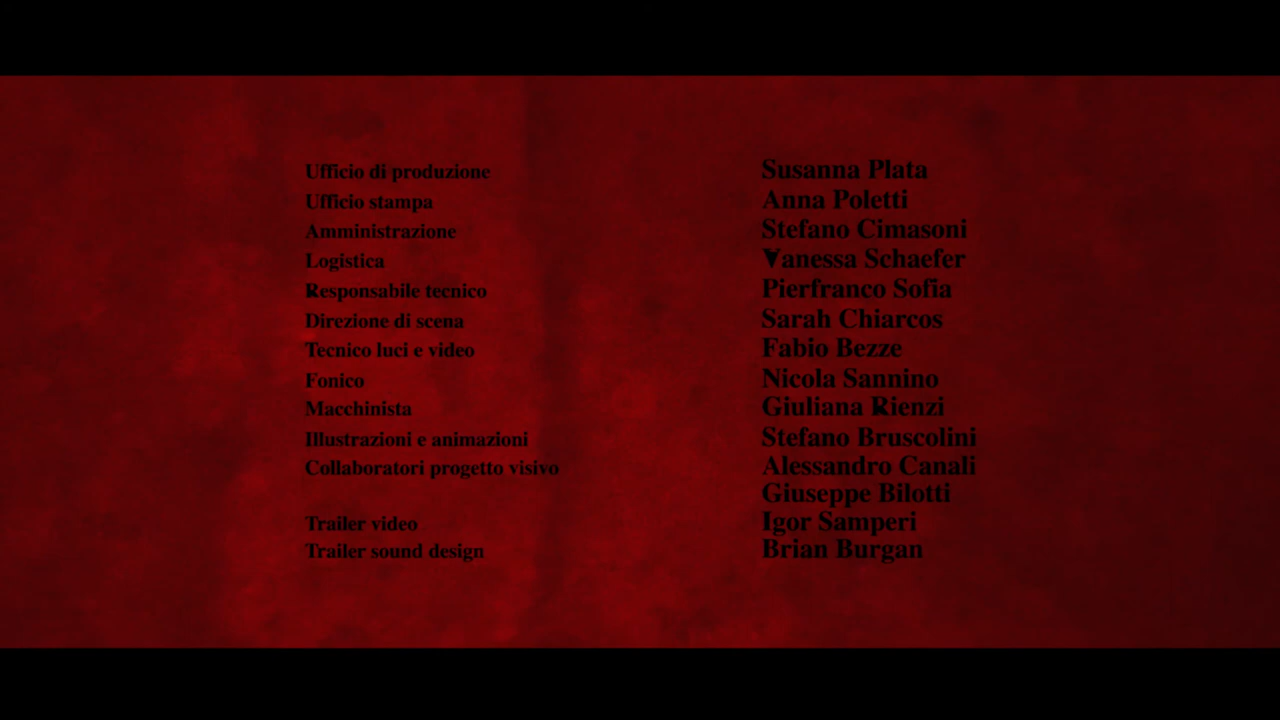 Ufficio di produzione Susanna Plata
Ufficio stampa Anna Poletti
Amministrazione Stefano Cimasoni
Logistica Vanessa Schaefer
Responsabile tecnico Pierfranco Sofia
Direzione di scena Sarah Chiarcos
Tecnico luci e video Fabio Bezze
Fonico Nicola Sannino
Macchinista Giuliana Rienzi
Illustrazioni e animazioni Stefano Bruscolini
Collaboratori progetto visivo Alessandro Canali
Giuseppe Bilotti
Trailer video Igor Samperi
Trailer sound design Brian Burgan